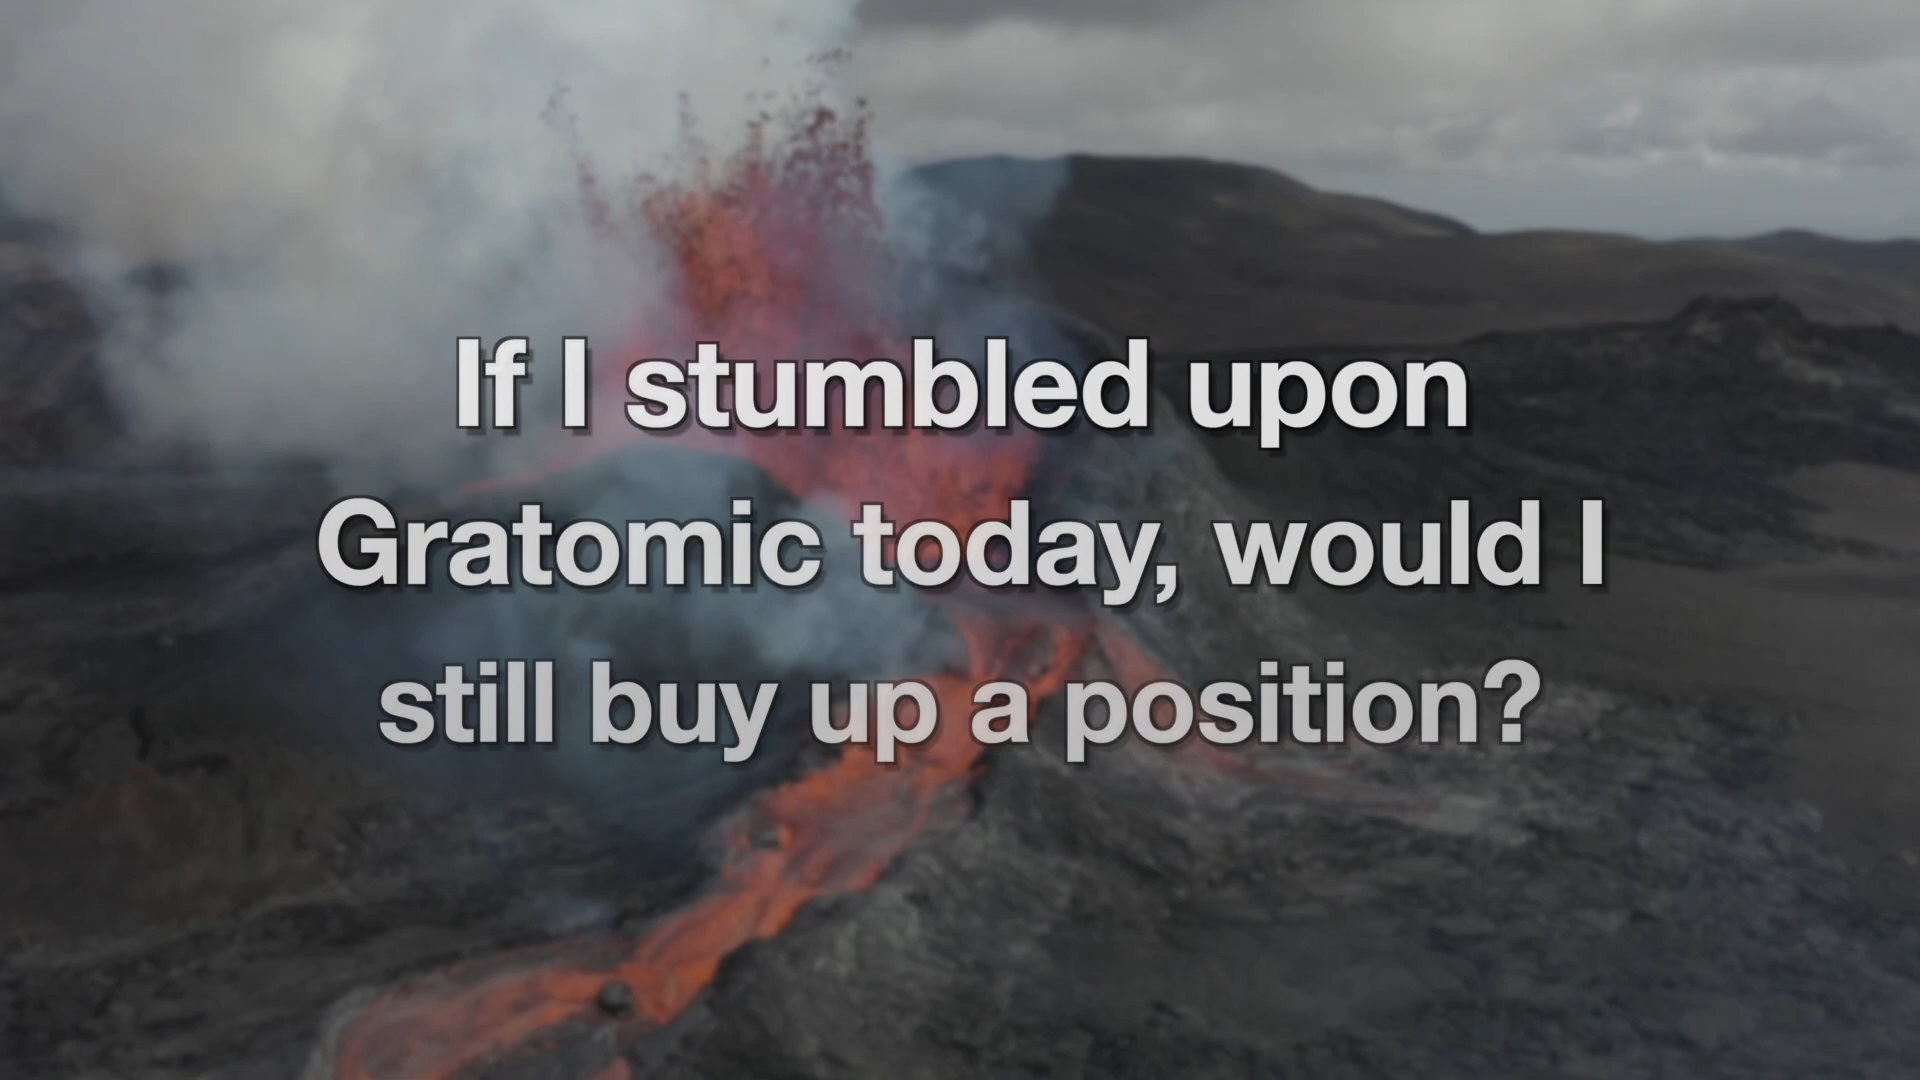 If I stumbled upon
Gratomic today, would I
still buy up a position?